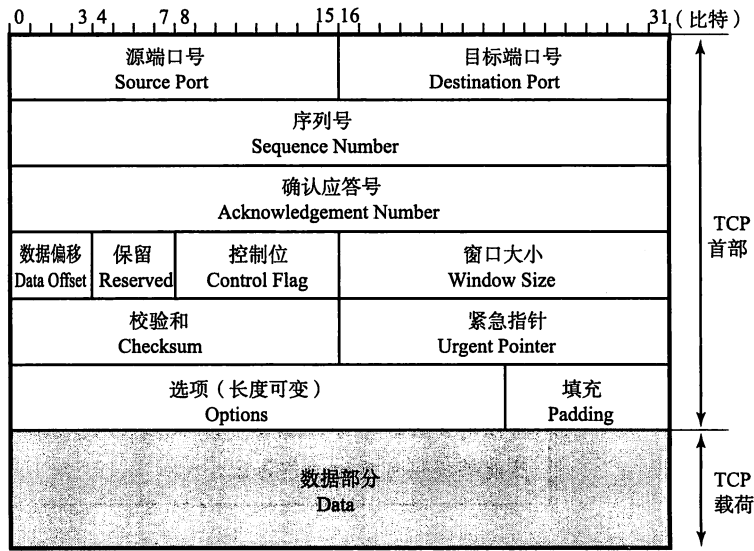 0 3 4 7 8 15 16 31 (比特)
源端口号 目标端口号
Source Port Destination Port
序列号
Sequence Number
确认应答号
Acknowledgement Number
数据偏移 保留 控制位 窗口大小
Data Offset Reserved Control Flag Window Size
校验和 紧急指针
Checksum Urgent Pointer
选项（长度可变） 填充
Options Padding
TCP
首部
数据部分
Data
TCP
载荷